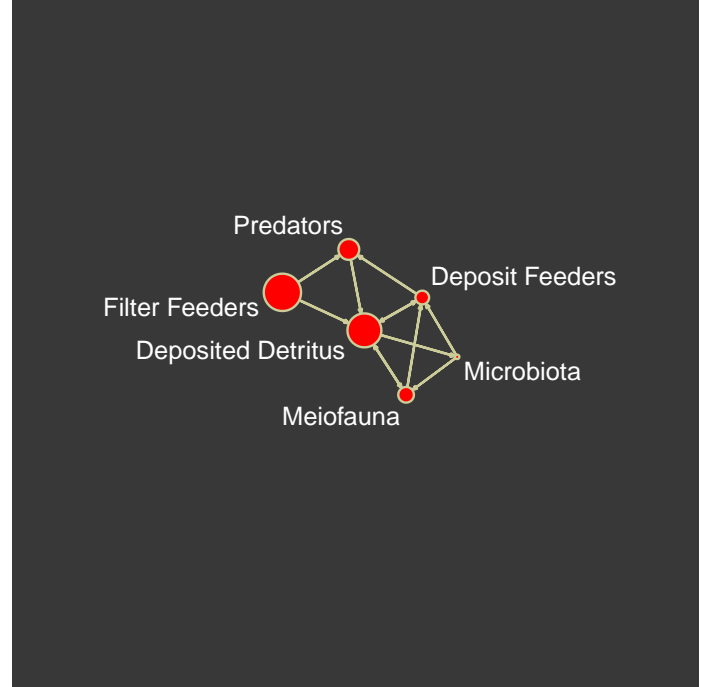 Predators
Deposit Feeders
Filter Feeders
Deposited Detritus
Microbiota
Meiofauna